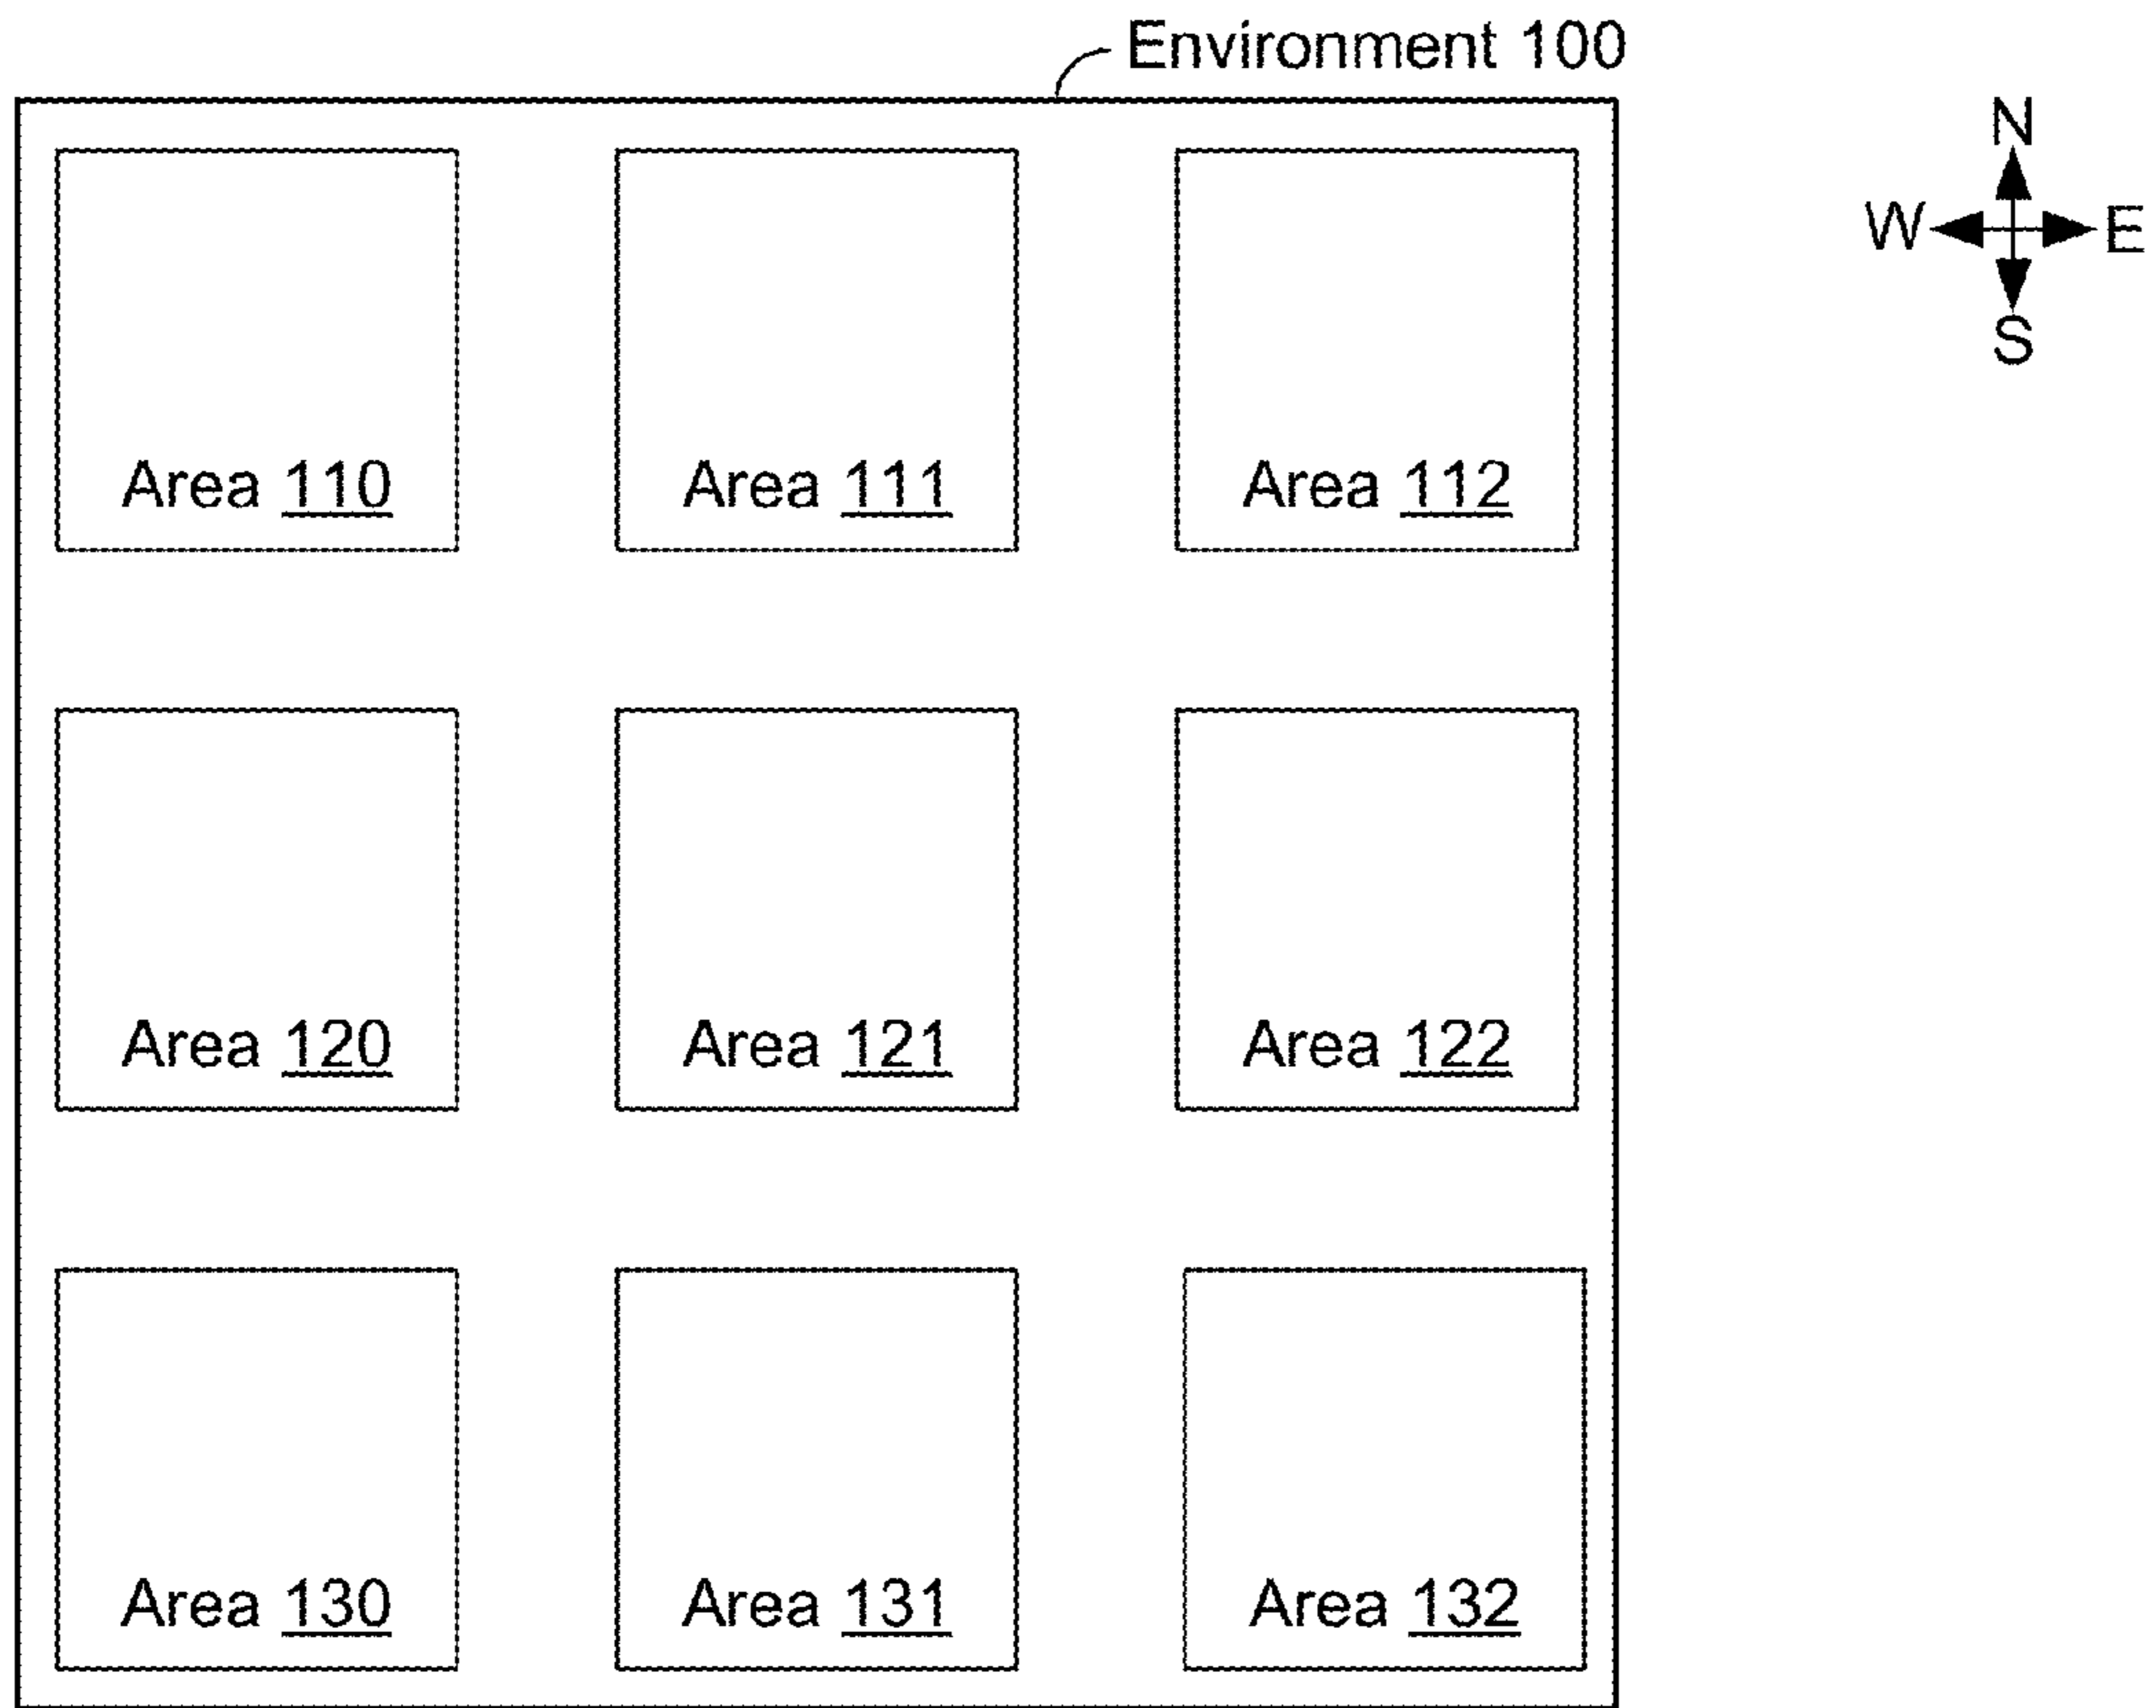 Environment 100
N
W E
S
Area 110 Area 111 Area 112
Area 120 Area 121 Area 122
Area 130 Area 131 Area 132